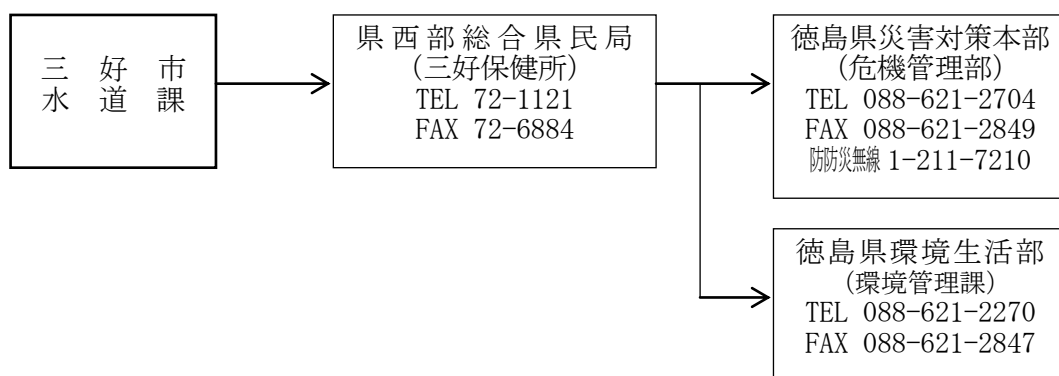 三好市
水道課
県西部総合県民局
(三好保健所)
TEL 72-1121
FAX 72-6884
徳島県災害対策本部
(危機管理部)
TEL 088-621-2704
FAX 088-621-2849
防防災無線 1-211-7210
徳島県環境生活部
(環境管理課)
TEL 088-621-2270
FAX 088-621-2847